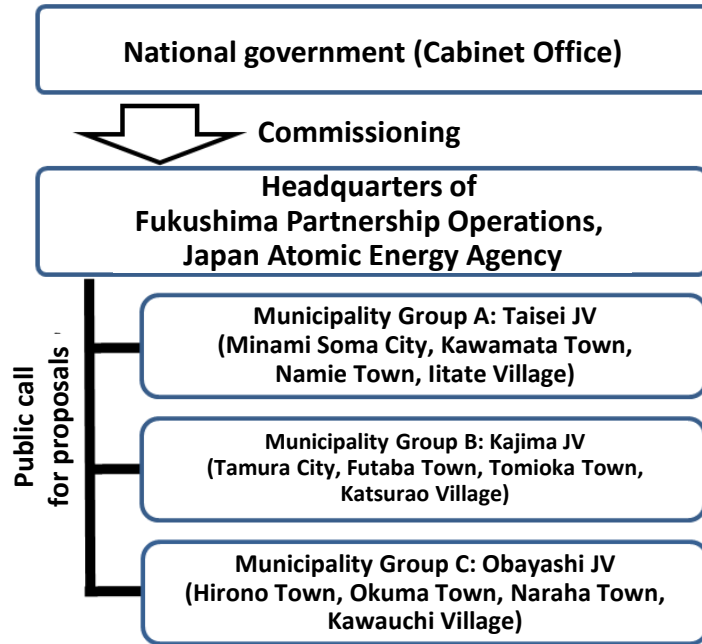 National government (Cabinet Office)
Commissioning
Headquarters of
Fukushima Partnership Operations,
Japan Atomic Energy Agency
Public call
for proposals
Municipality Group A: Taisei JV
(Minami Soma City, Kawamata Town,
Namie Town, Iitate Village)
Municipality Group B: Kajima JV
(Tamura City, Futaba Town, Tomioka Town,
Katsurao Village)
Municipality Group C: Obayashi JV
(Hirono Town, Okuma Town, Naraha Town,
Kawauchi Village)